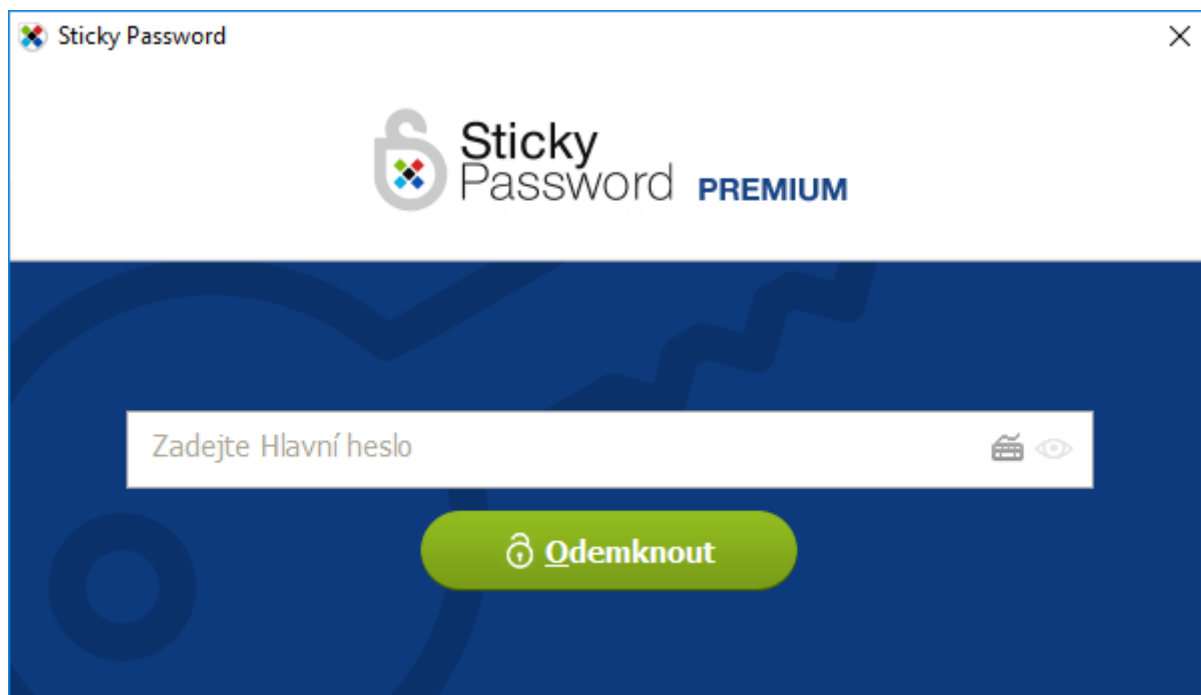 Sticky Password
Sticky
Password PREMIUM
Zadejte Hlavní heslo
Odemknout